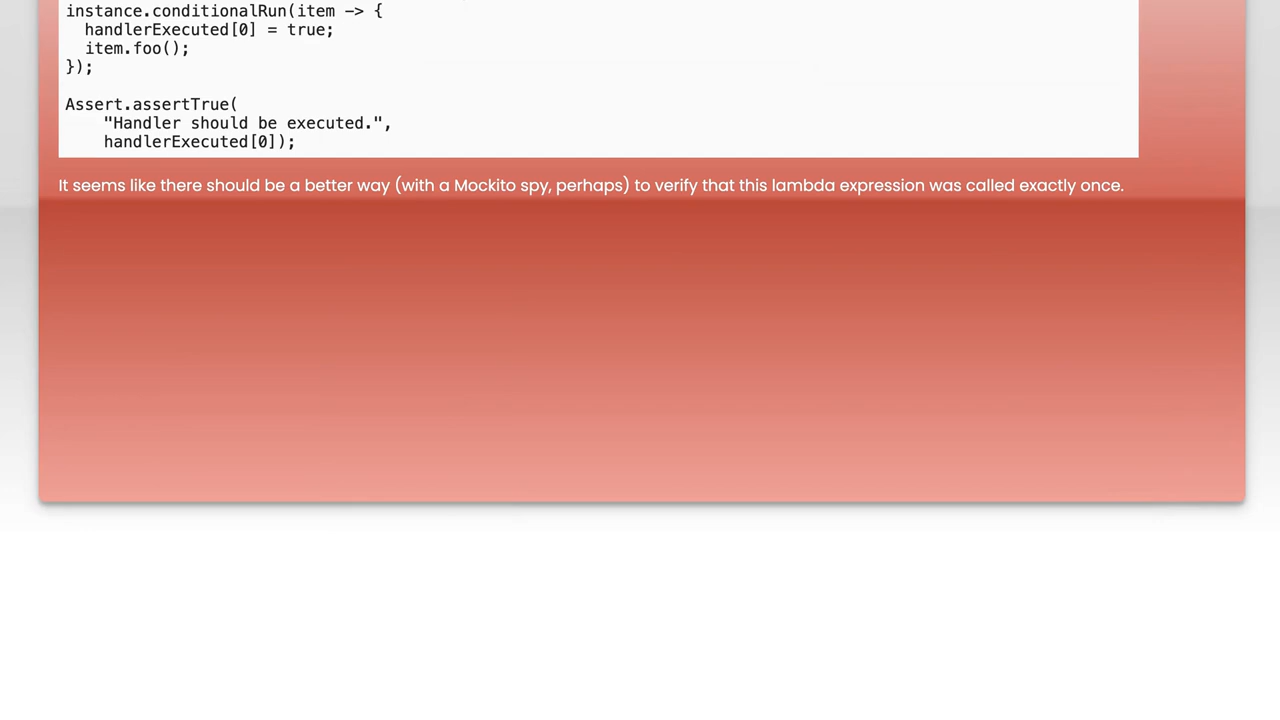 instance.conditionalRun(item -> {
  handlerExecuted[0] = true;
  item.foo();
});

Assert.assertTrue(
    "Handler should be executed.",
    handlerExecuted[0]);
It seems like there should be a better way (with a Mockito spy, perhaps) to verify that this lambda expression was called exactly once.